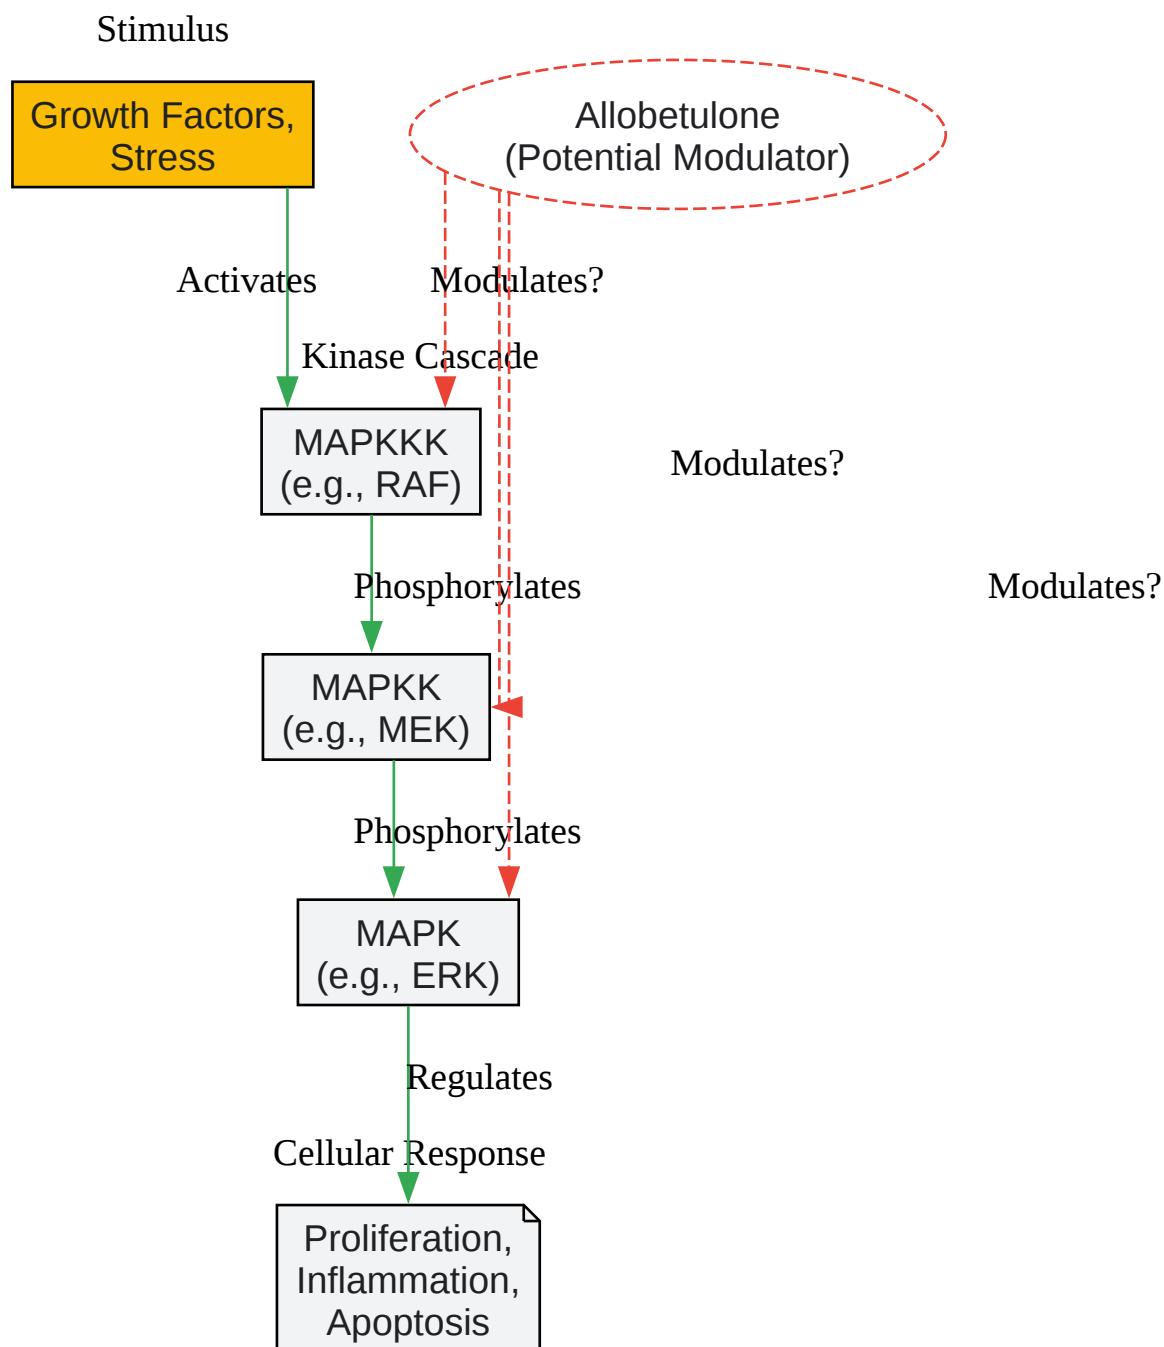 Stimulus
Growth Factors,
Stress
Allobetulone
(Potential Modulator)
Activates
Modulates?
Kinase Cascade
MAPKKK
(e.g., RAF)
Modulates?
Phosphorylates
Modulates?
MAPKK
(e.g., MEK)
Phosphorylates
MAPK
(e.g., ERK)
Regulates
Cellular Response
Proliferation,
Inflammation,
Apoptosis